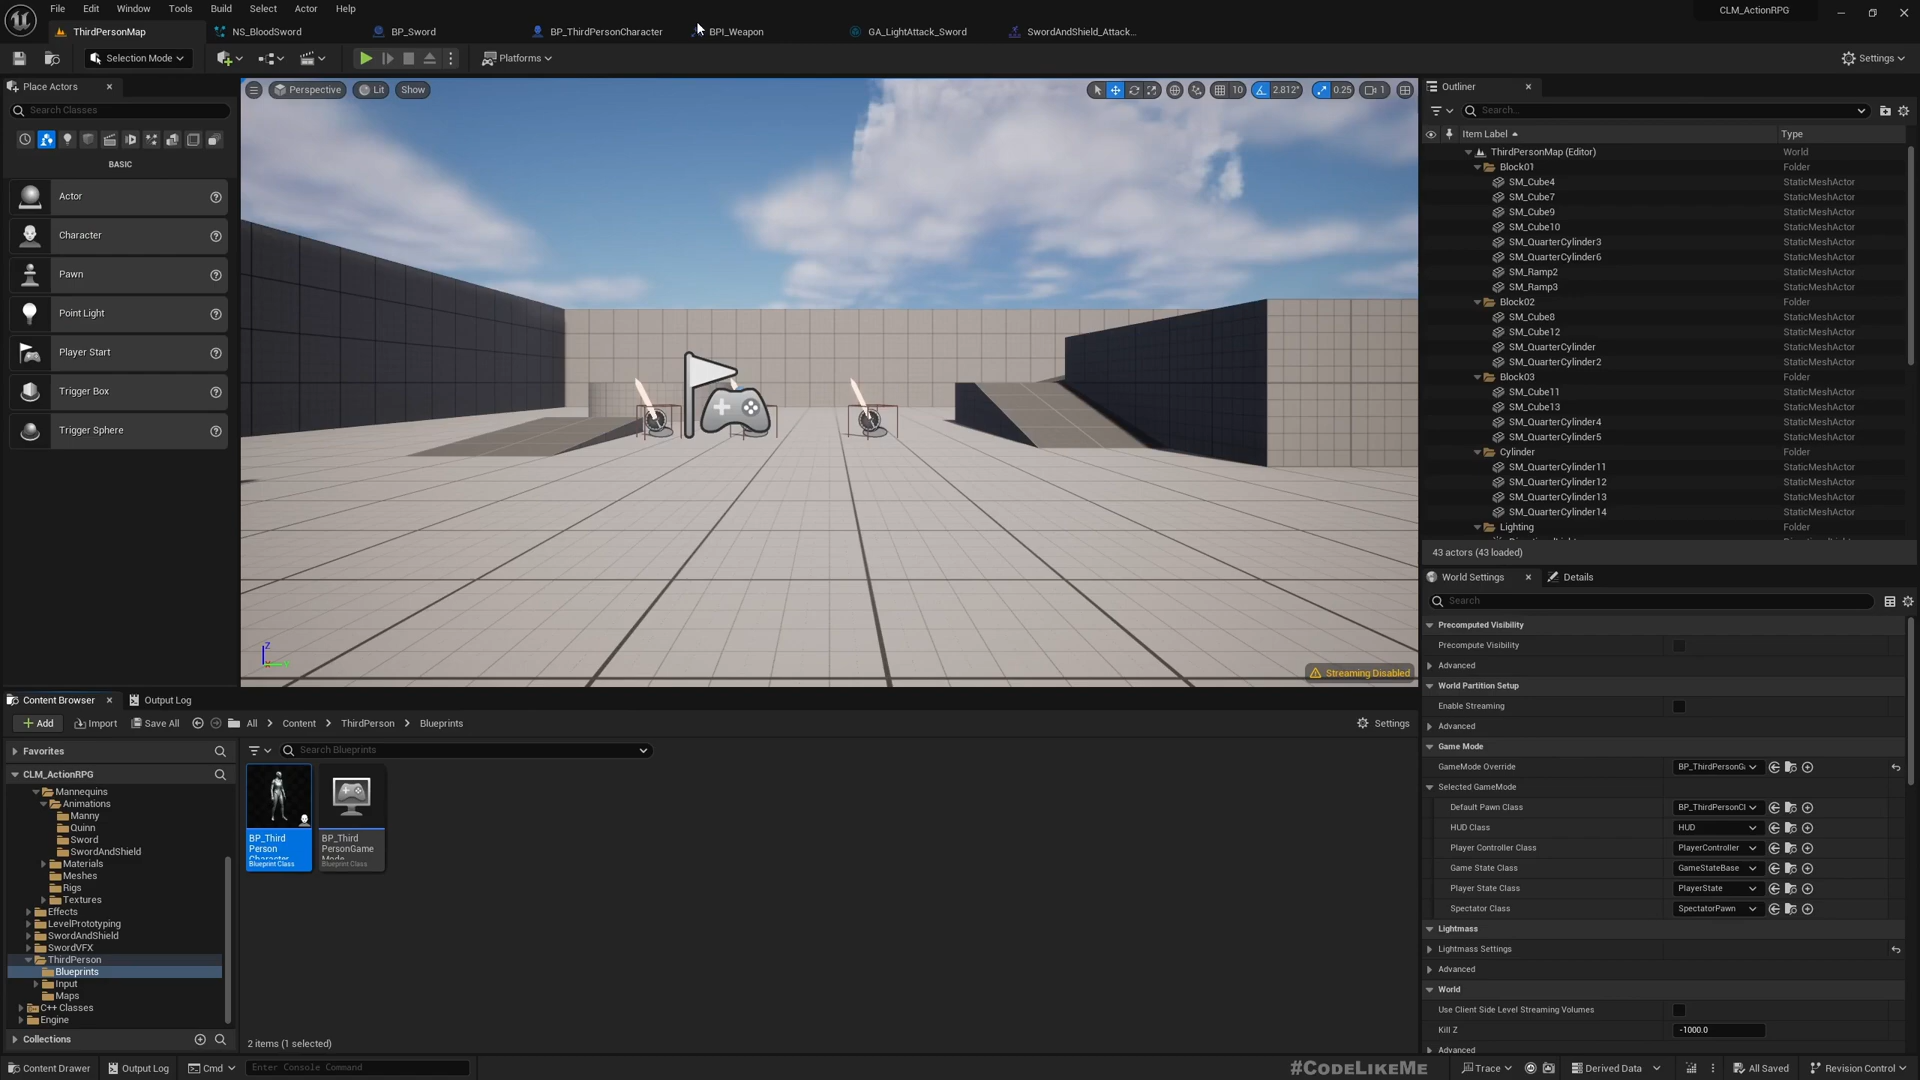 File Edit Window Tools Build Select Actor Help
CLM_ActionRPG
ThirdPersonMap NS_BloodSword BP_Sword BP_ThirdPersonCharacter BPI_Weapon GA_LightAttack_Sword SwordAndShield_Attack...
Selection Mode Platforms Settings
Place Actors
Search Classes
BASIC
Actor
Character
Pawn
Point Light
Player Start
Trigger Box
Trigger Sphere
Perspective Lit Show
10 2.812° 0.25 1
Z
Streaming Disabled
Outliner
Search...
Item Label Type
ThirdPersonMap (Editor) World
Block01 Folder
SM_Cube4 StaticMeshActor
SM_Cube7 StaticMeshActor
SM_Cube9 StaticMeshActor
SM_Cube10 StaticMeshActor
SM_QuarterCylinder3 StaticMeshActor
SM_QuarterCylinder6 StaticMeshActor
SM_Ramp2 StaticMeshActor
SM_Ramp3 StaticMeshActor
Block02 Folder
SM_Cube8 StaticMeshActor
SM_Cube12 StaticMeshActor
SM_QuarterCylinder StaticMeshActor
SM_QuarterCylinder2 StaticMeshActor
Block03 Folder
SM_Cube11 StaticMeshActor
SM_Cube13 StaticMeshActor
SM_QuarterCylinder4 StaticMeshActor
SM_QuarterCylinder5 StaticMeshActor
Cylinder Folder
SM_QuarterCylinder11 StaticMeshActor
SM_QuarterCylinder12 StaticMeshActor
SM_QuarterCylinder13 StaticMeshActor
SM_QuarterCylinder14 StaticMeshActor
Lighting Folder
43 actors (43 loaded)
World Settings Details
Search
Precomputed Visibility
Precompute Visibility
Advanced
World Partition Setup
Enable Streaming
Advanced
Game Mode
GameMode Override BP_ThirdPersonG
Selected GameMode
Default Pawn Class BP_ThirdPersonCl
HUD Class HUD
Player Controller Class PlayerController
Game State Class GameStateBase
Player State Class PlayerState
Spectator Class SpectatorPawn
Lightmass
Lightmass Settings
Advanced
World
Use Client Side Level Streaming Volumes
Kill Z -1000.0
Advanced
Content Browser Output Log
Add Import Save All All Content ThirdPerson Blueprints Settings
Favorites
CLM_ActionRPG
Mannequins
Animations
Manny
Quinn
Sword
SwordAndShield
Materials
Meshes
Rigs
Textures
Effects
LevelPrototyping
SwordAndShield
SwordVFX
ThirdPerson
Blueprints
Input
Maps
C++ Classes
Engine
Collections
Search Blueprints
BP_Third
Person
Character
Blueprint Class
BP_Third
PersonGame
Mode
Blueprint Class
2 items (1 selected)
#CodeLikeMe
Content Drawer Output Log Cmd Enter Console Command Trace Derived Data All Saved Revision Control